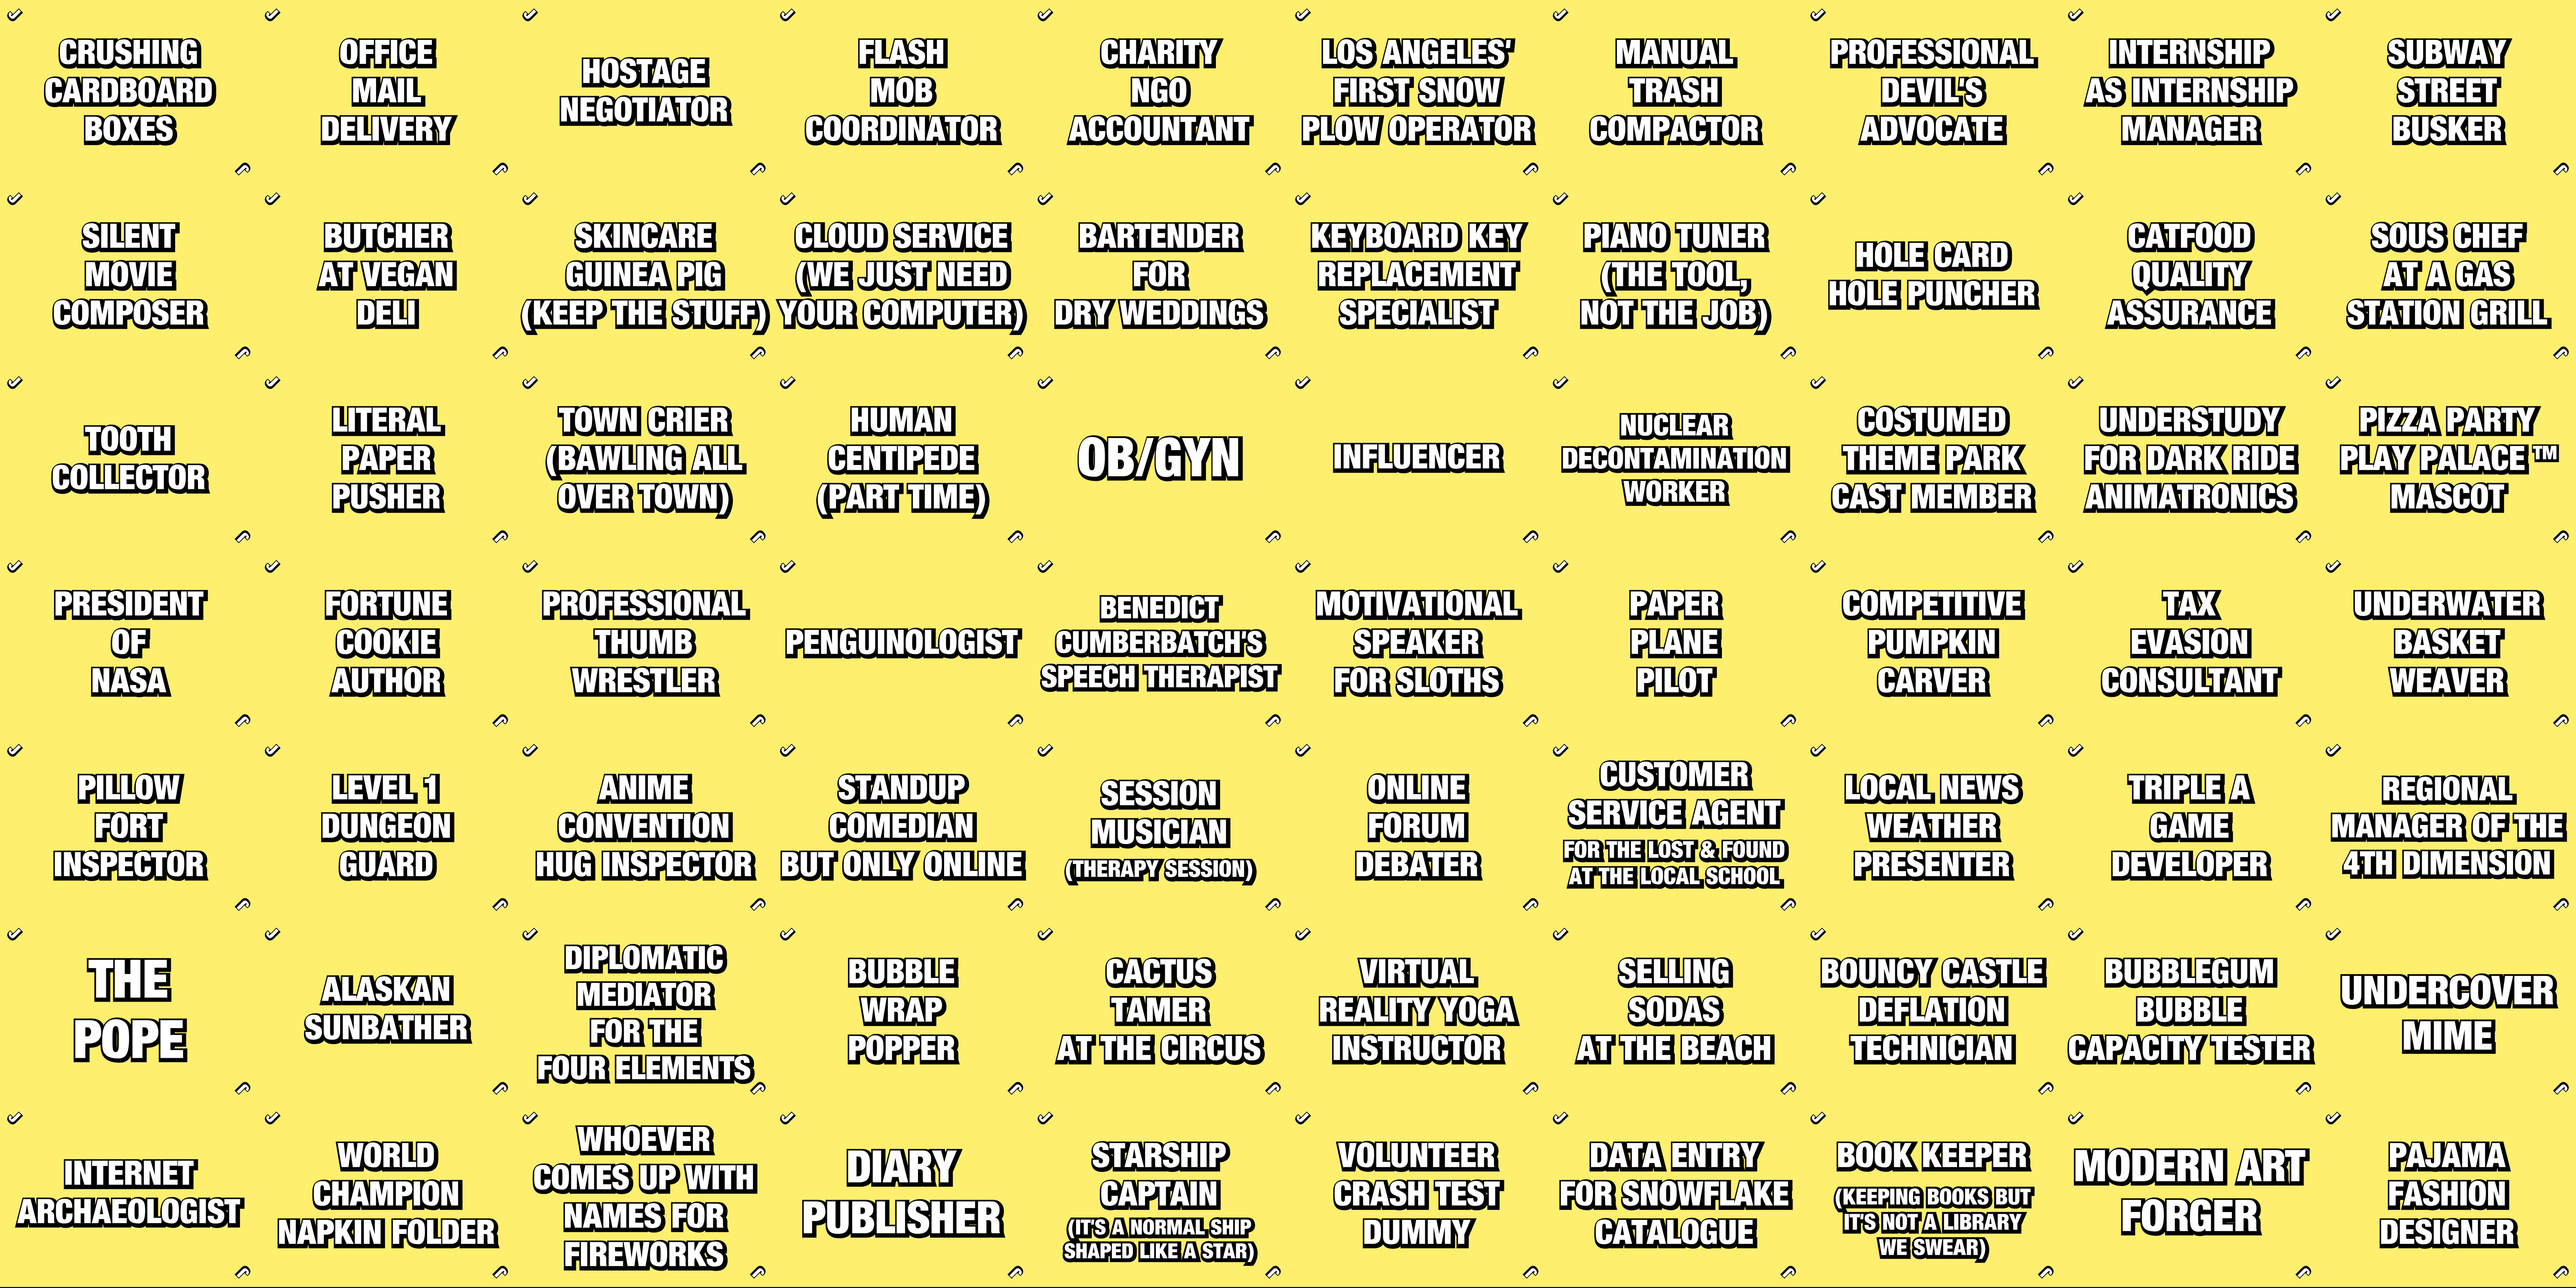 CRUSHING
CARDBOARD
BOXES
OFFICE
MAIL
DELIVERY
HOSTAGE
NEGOTIATOR
FLASH
MOB
COORDINATOR
CHARITY
NGO
ACCOUNTANT
LOS ANGELES'
FIRST SNOW
PLOW OPERATOR
MANUAL
TRASH
COMPACTOR
PROFESSIONAL
DEVIL'S
ADVOCATE
INTERNSHIP
AS INTERNSHIP
MANAGER
SUBWAY
STREET
BUSKER
SILENT
MOVIE
COMPOSER
BUTCHER
AT VEGAN
DELI
SKINCARE
GUINEA PIG
(KEEP THE STUFF)
CLOUD SERVICE
(WE JUST NEED
YOUR COMPUTER)
BARTENDER
FOR
DRY WEDDINGS
KEYBOARD KEY
REPLACEMENT
SPECIALIST
PIANO TUNER
(THE TOOL,
NOT THE JOB)
HOLE CARD
HOLE PUNCHER
CATFOOD
QUALITY
ASSURANCE
SOUS CHEF
AT A GAS
STATION GRILL
TOOTH
COLLECTOR
LITERAL
PAPER
PUSHER
TOWN CRIER
(BAWLING ALL
OVER TOWN)
HUMAN
CENTIPEDE
(PART TIME)
OB/GYN
INFLUENCER
NUCLEAR
DECONTAMINATION
WORKER
COSTUMED
THEME PARK
CAST MEMBER
UNDERSTUDY
FOR DARK RIDE
ANIMATRONICS
PIZZA PARTY
PLAY PALACE ™
MASCOT
PRESIDENT
OF
NASA
FORTUNE
COOKIE
AUTHOR
PROFESSIONAL
THUMB
WRESTLER
PENGUINOLOGIST
BENEDICT
CUMBERBATCH'S
SPEECH THERAPIST
MOTIVATIONAL
SPEAKER
FOR SLOTHS
PAPER
PLANE
PILOT
COMPETITIVE
PUMPKIN
CARVER
TAX
EVASION
CONSULTANT
UNDERWATER
BASKET
WEAVER
PILLOW
FORT
INSPECTOR
LEVEL 1
DUNGEON
GUARD
ANIME
CONVENTION
HUG INSPECTOR
STANDUP
COMEDIAN
BUT ONLY ONLINE
SESSION
MUSICIAN
(THERAPY SESSION)
ONLINE
FORUM
DEBATER
CUSTOMER
SERVICE AGENT
FOR THE LOST & FOUND
AT THE LOCAL SCHOOL
LOCAL NEWS
WEATHER
PRESENTER
TRIPLE A
GAME
DEVELOPER
REGIONAL
MANAGER OF THE
4TH DIMENSION
THE
POPE
ALASKAN
SUNBATHER
DIPLOMATIC
MEDIATOR
FOR THE
FOUR ELEMENTS
BUBBLE
WRAP
POPPER
CACTUS
TAMER
AT THE CIRCUS
VIRTUAL
REALITY YOGA
INSTRUCTOR
SELLING
SODAS
AT THE BEACH
BOUNCY CASTLE
DEFLATION
TECHNICIAN
BUBBLEGUM
BUBBLE
CAPACITY TESTER
UNDERCOVER
MIME
INTERNET
ARCHAEOLOGIST
WORLD
CHAMPION
NAPKIN FOLDER
WHOEVER
COMES UP WITH
NAMES FOR
FIREWORKS
DIARY
PUBLISHER
STARSHIP
CAPTAIN
(IT'S A NORMAL SHIP
SHAPED LIKE A STAR)
VOLUNTEER
CRASH TEST
DUMMY
DATA ENTRY
FOR SNOWFLAKE
CATALOGUE
BOOK KEEPER
(KEEPING BOOKS BUT
IT'S NOT A LIBRARY
WE SWEAR)
MODERN ART
FORGER
PAJAMA
FASHION
DESIGNER